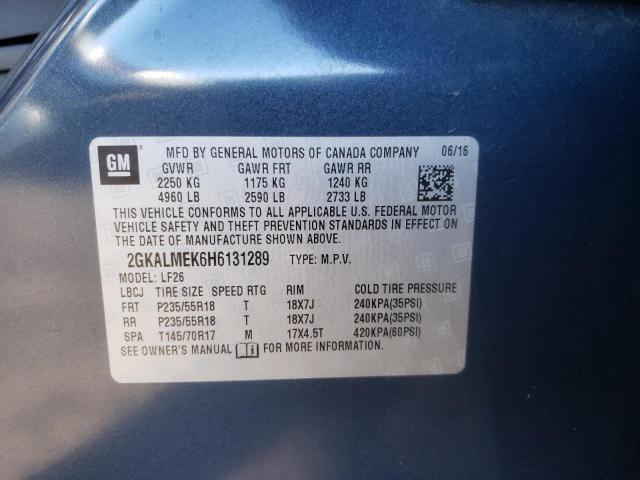 GM
MFD BY GENERAL MOTORS OF CANADA COMPANY 06/16
GVWR GAWR FRT GAWR RR
2250 KG 1175 KG 1240 KG
4960 LB 2590 LB 2733 LB
THIS VEHICLE CONFORMS TO ALL APPLICABLE U.S. FEDERAL MOTOR
VEHICLE SAFETY AND THEFT PREVENTION STANDARDS IN EFFECT ON
THE DATE OF MANUFACTURE SHOWN ABOVE.
2GKALMEK6H6131289 TYPE: M.P.V.
MODEL: LF26
LBCJ TIRE SIZE SPEED RTG RIM COLD TIRE PRESSURE
FRT P235/55R18 T 18X7J 240KPA(35PSI)
RR P235/55R18 T 18X7J 240KPA(35PSI)
SPA T145/70R17 M 17X4.5T 420KPA(60PSI)
SEE OWNER'S MANUAL FOR MORE INFORMATION.